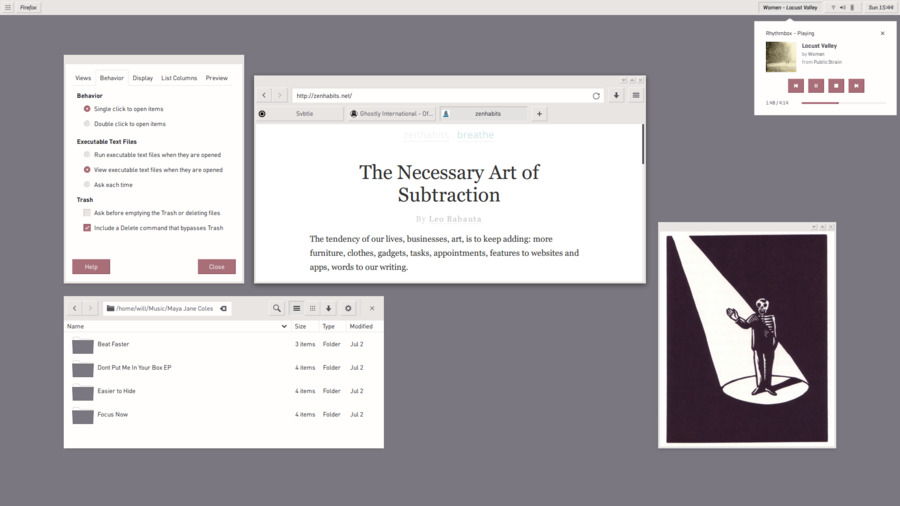 Firefox
Women - Locust Valley
Sun 15:44
Rhythmbox - Playing
Locust Valley
by Women
from Public Strain
1:48 / 4:14
Views Behavior Display List Columns Preview
Behavior
Single click to open items
Double click to open items
Executable Text Files
Run executable text files when they are opened
View executable text files when they are opened
Ask each time
Trash
Ask before emptying the Trash or deleting files
Include a Delete command that bypasses Trash
Help
Close
http://zenhabits.net/
Svbtle
Ghostly International - Of...
zenhabits
zenhabits breathe
The Necessary Art of
Subtraction
By Leo Babauta
The tendency of our lives, businesses, art, is to keep adding: more
furniture, clothes, gadgets, tasks, appointments, features to websites and
apps, words to our writing.
/home/will/Music/Maya Jane Coles
Name Size Type Modified
Beat Faster 3 items Folder Jul 2
Dont Put Me In Your Box EP 4 items Folder Jul 2
Easier to Hide 4 items Folder Jul 2
Focus Now 4 items Folder Jul 2